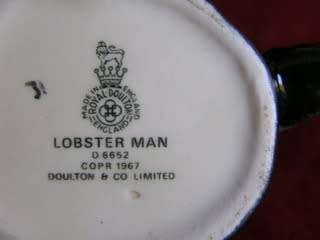 MADE IN ENGLAND
ROYAL DOULTON
ENGLAND
LOBSTER MAN
D 6652
COPR 1967
DOULTON & CO LIMITED